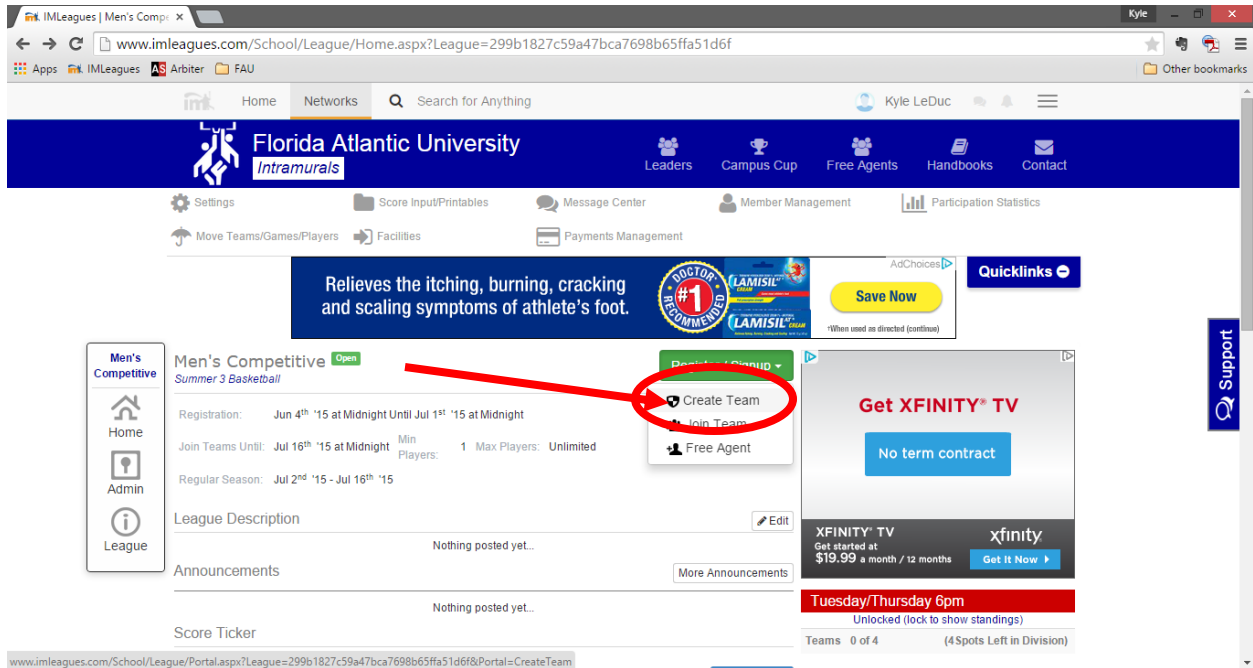 IMLeagues | Men's Comp
Kyle
www.imleagues.com/School/League/Home.aspx?League=299b1827c59a47bca7698b65ffa51d6f
Apps IMLeagues AS Arbiter FAU Other bookmarks
Home Networks Search for Anything Kyle LeDuc
Florida Atlantic University
Intramurals
Leaders Campus Cup Free Agents Handbooks Contact
Settings Score Input/Printables Message Center Member Management Participation Statistics
Move Teams/Games/Players Facilities Payments Management
Relieves the itching, burning, cracking
and scaling symptoms of athlete's foot.
DOCTOR
#1
RECOMMENDED
LAMISIL AT CREAM
LAMISIL AT CREAM
AdChoices
Save Now
†When used as directed (continue)
Quicklinks
Support
Men's
Competitive
Home
Admin
League
Men's Competitive Open
Summer 3 Basketball
Register / Signup
Create Team
Join Team
Free Agent
Registration: Jun 4th '15 at Midnight Until Jul 1st '15 at Midnight
Join Teams Until: Jul 16th '15 at Midnight Min Players: 1 Max Players: Unlimited
Regular Season: Jul 2nd '15 - Jul 16th '15
League Description Edit
Nothing posted yet...
Announcements More Announcements
Nothing posted yet...
Score Ticker
Get XFINITY® TV
No term contract
XFINITY® TV
Get started at
$19.99 a month / 12 months
xfinity
Get It Now
Tuesday/Thursday 6pm
Unlocked (lock to show standings)
Teams 0 of 4 (4 Spots Left in Division)
www.imleagues.com/School/League/Portal.aspx?League=299b1827c59a47bca7698b65ffa51d6f&Portal=CreateTeam